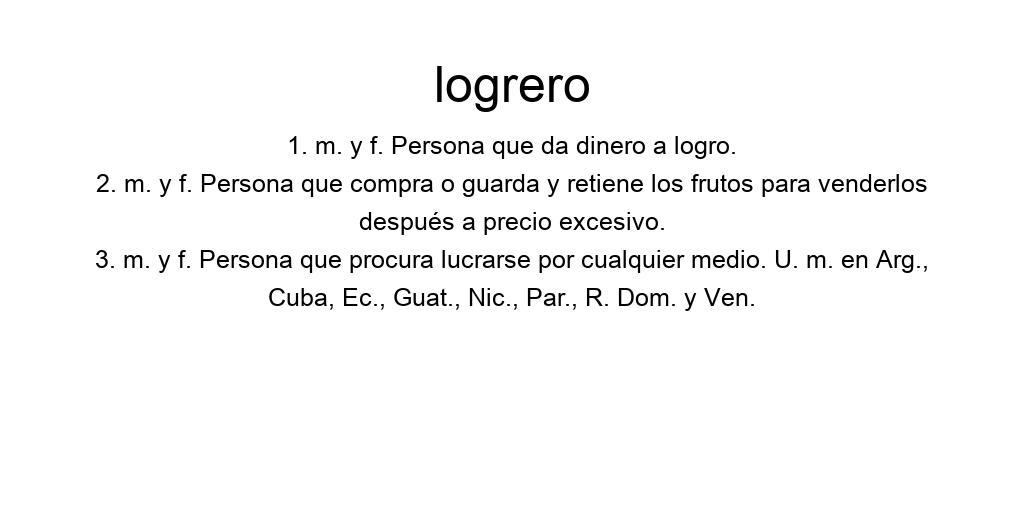 logrero
1. m. y f. Persona que da dinero a logro.
2. m. y f. Persona que compra o guarda y retiene los frutos para venderlos
después a precio excesivo.
3. m. y f. Persona que procura lucrarse por cualquier medio. U. m. en Arg.,
Cuba, Ec., Guat., Nic., Par., R. Dom. y Ven.